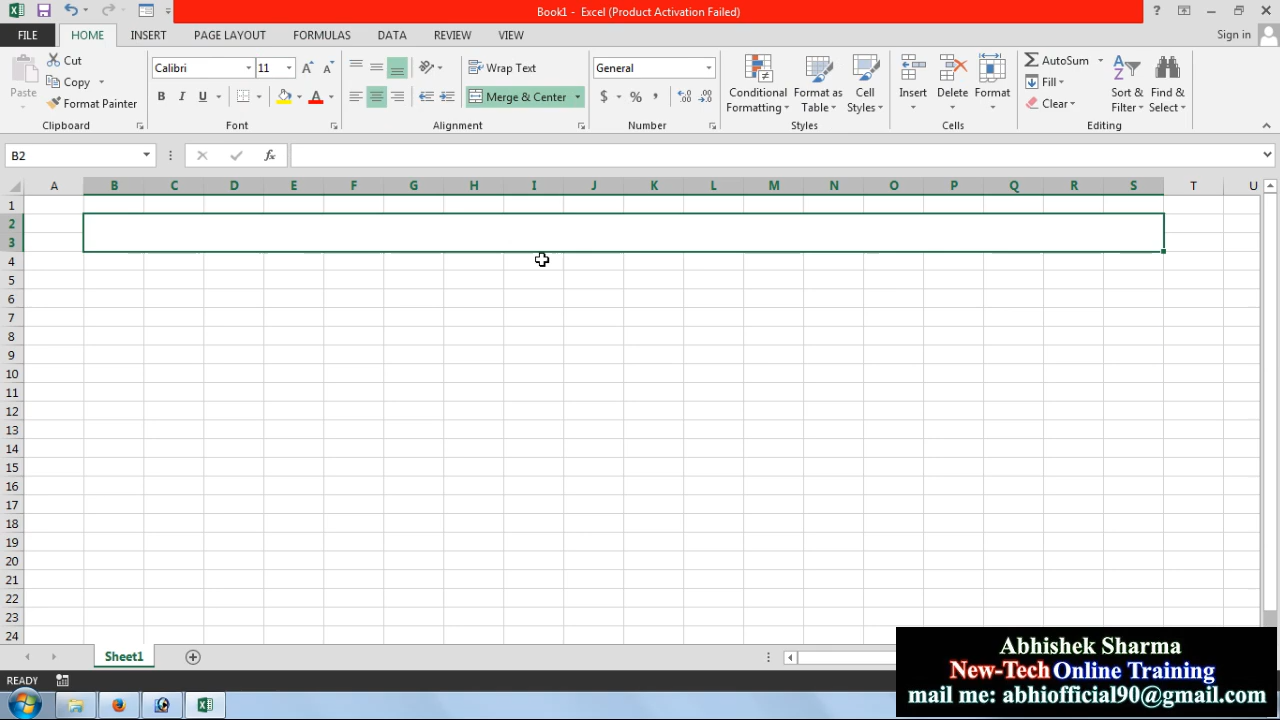 Book1 - Excel (Product Activation Failed)
FILE HOME INSERT PAGE LAYOUT FORMULAS DATA REVIEW VIEW Sign in
Paste Cut Copy Format Painter
Calibri 11 B I U
Wrap Text Merge & Center
General $ % ,
Conditional Formatting Format as Table Cell Styles
Insert Delete Format
AutoSum Fill Clear Sort & Filter Find & Select
Clipboard Font Alignment Number Styles Cells Editing
B2 fx
A B C D E F G H I J K L M N O P Q R S T U
1
2
3
4
5
6
7
8
9
10
11
12
13
14
15
16
17
18
19
20
21
22
23
24
Sheet1
READY
Abhishek Sharma
New-Tech Online Training
mail me: abhiofficial90@gmail.com